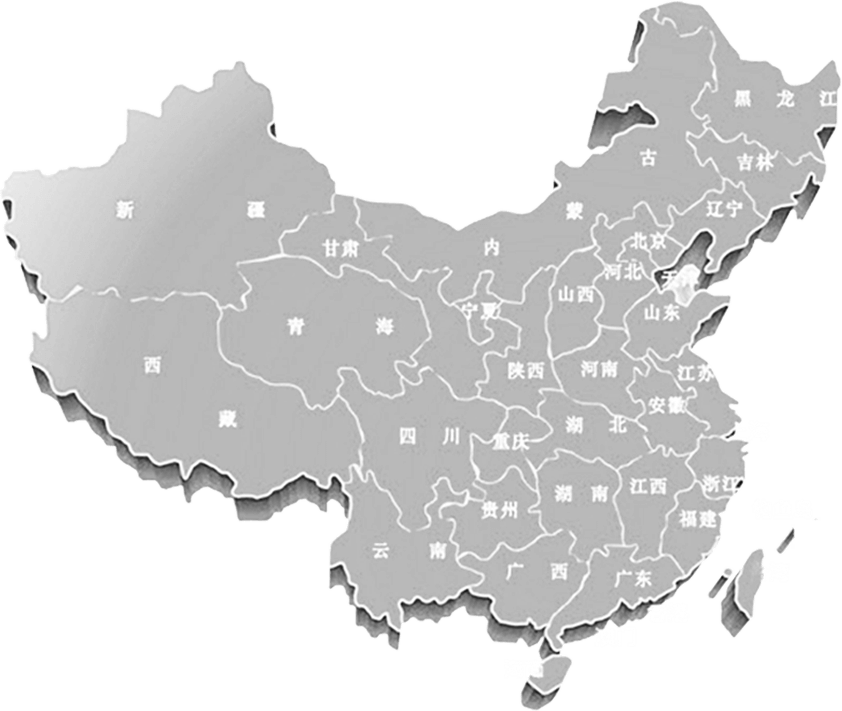 黑龙江
古
吉林
新疆
蒙
辽宁
甘肃
内
北京
河北
天
山西
宁夏
山东
青海
西
陕西
河南
江苏
安徽
藏
四川
重庆
湖北
湖南
江西
浙江
贵州
福建
云南
广西
广东